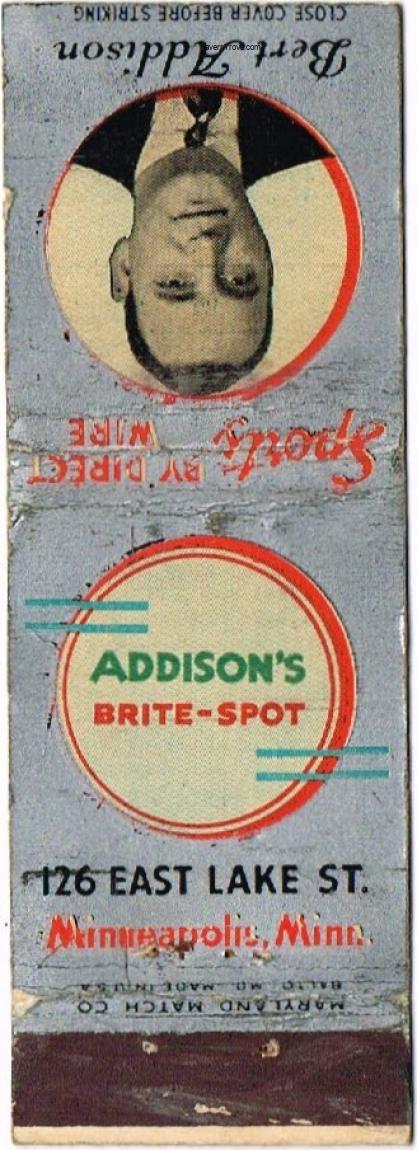 CLOSE COVER BEFORE STRIKING
Bert Addison
Sports BY DIRECT
WIRE
ADDISON'S
BRITE-SPOT
126 EAST LAKE ST.
Minneapolis, Minn.
MARYLAND MATCH CO
BALTO. MD. MADE IN U.S.A.